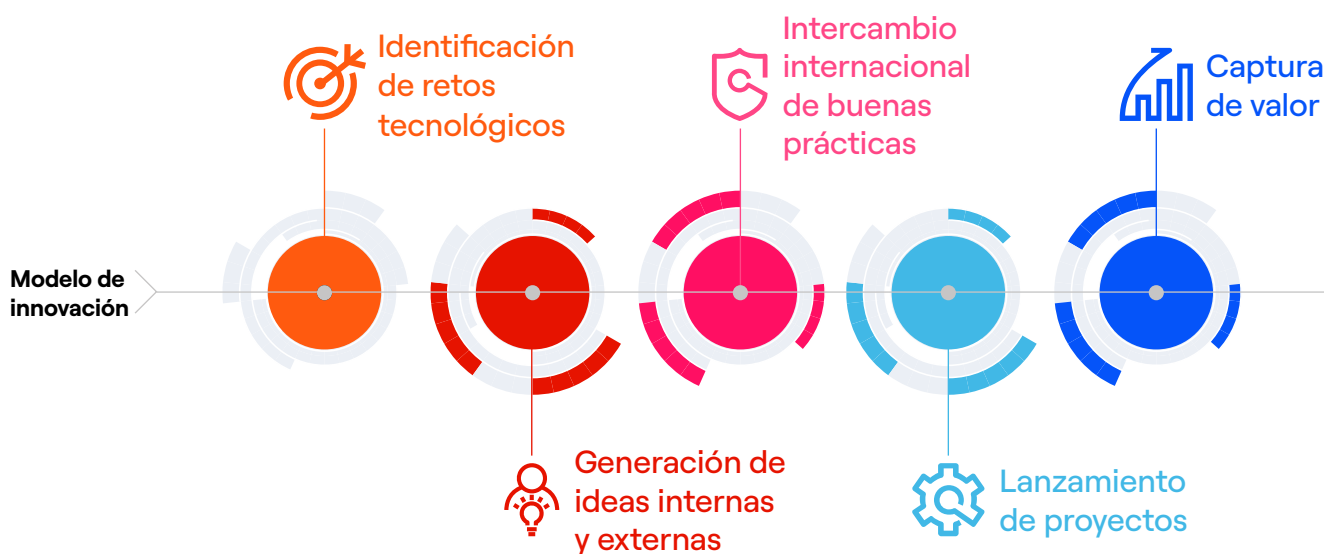 Modelo de
innovación
Identificación
de retos
tecnológicos
Generación de
ideas internas
y externas
Intercambio
internacional
de buenas
prácticas
Lanzamiento
de proyectos
Captura
de valor